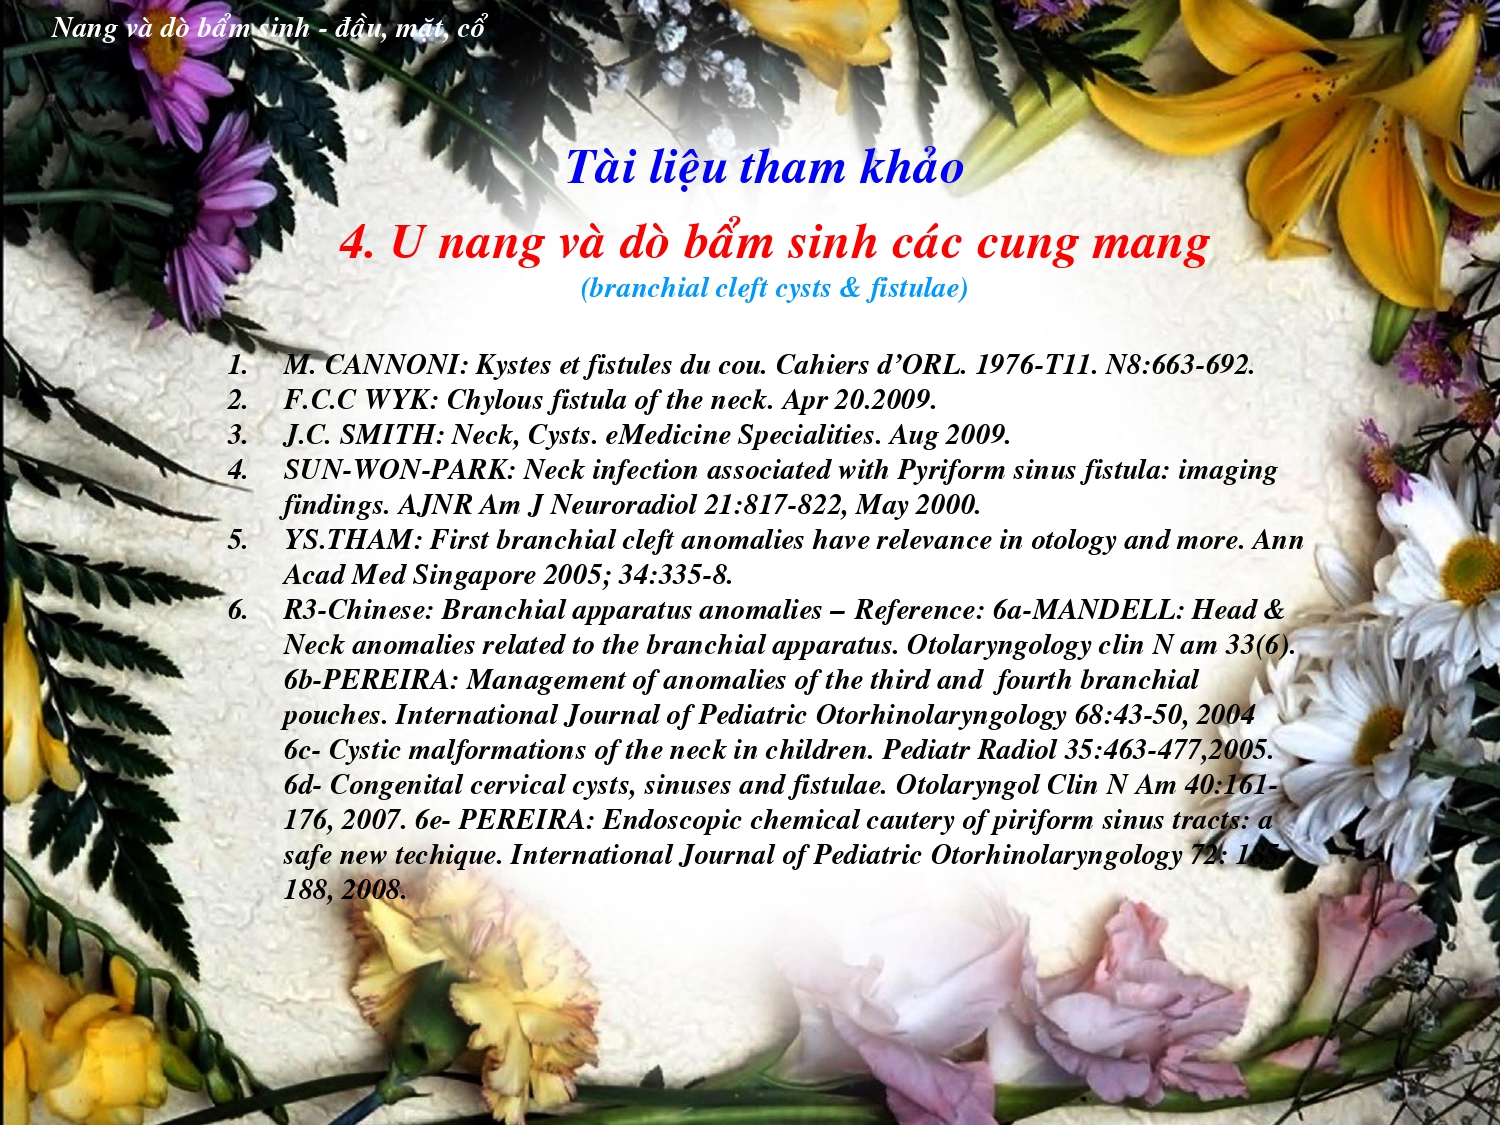 Nang và dò bẩm sinh - đầu, mặt, cổ
Tài liệu tham khảo
4. U nang và dò bẩm sinh các cung mang
(branchial cleft cysts & fistulae)
1. M. CANNONI: Kystes et fistules du cou. Cahiers d’ORL. 1976-T11. N8:663-692.
2. F.C.C WYK: Chylous fistula of the neck. Apr 20.2009.
3. J.C. SMITH: Neck, Cysts. eMedicine Specialities. Aug 2009.
4. SUN-WON-PARK: Neck infection associated with Pyriform sinus fistula: imaging
findings. AJNR Am J Neuroradiol 21:817-822, May 2000.
5. YS.THAM: First branchial cleft anomalies have relevance in otology and more. Ann
Acad Med Singapore 2005; 34:335-8.
6. R3-Chinese: Branchial apparatus anomalies – Reference: 6a-MANDELL: Head &
Neck anomalies related to the branchial apparatus. Otolaryngology clin N am 33(6).
6b-PEREIRA: Management of anomalies of the third and fourth branchial
pouches. International Journal of Pediatric Otorhinolaryngology 68:43-50, 2004
6c- Cystic malformations of the neck in children. Pediatr Radiol 35:463-477,2005.
6d- Congenital cervical cysts, sinuses and fistulae. Otolaryngol Clin N Am 40:161-
176, 2007. 6e- PEREIRA: Endoscopic chemical cautery of piriform sinus tracts: a
safe new techique. International Journal of Pediatric Otorhinolaryngology 72:
188, 2008.